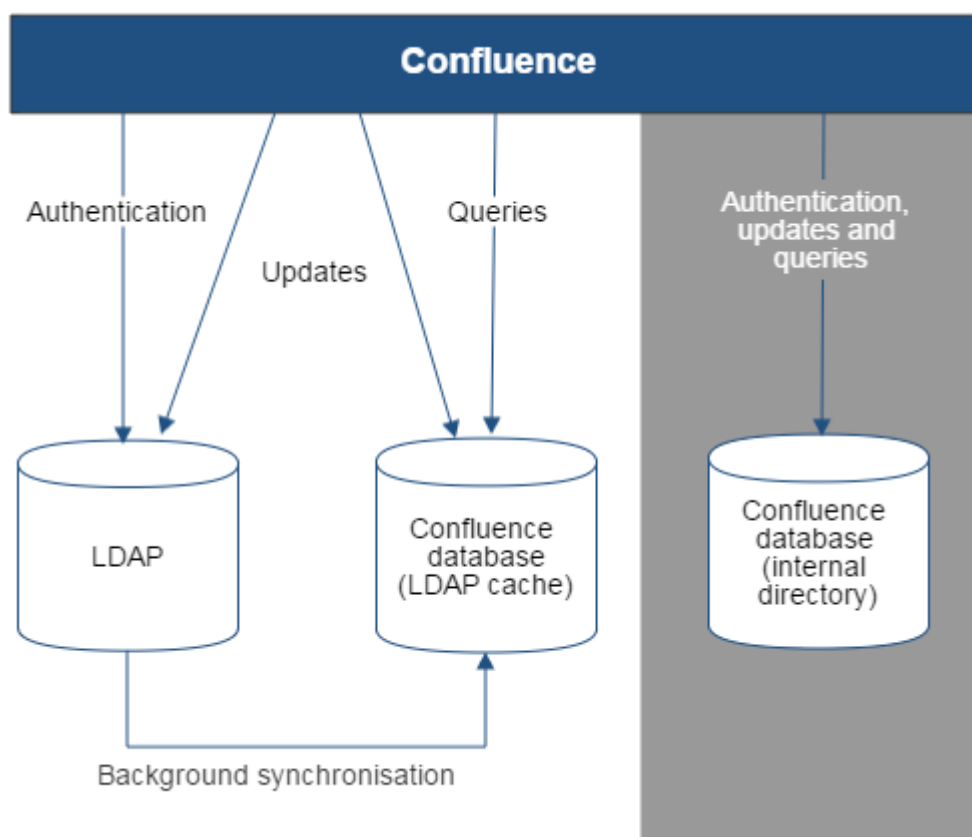 Confluence
Authentication
Queries
Authentication,
updates and
queries
Updates
LDAP
Confluence
database
(LDAP cache)
Confluence
database
(internal
directory)
Background synchronisation